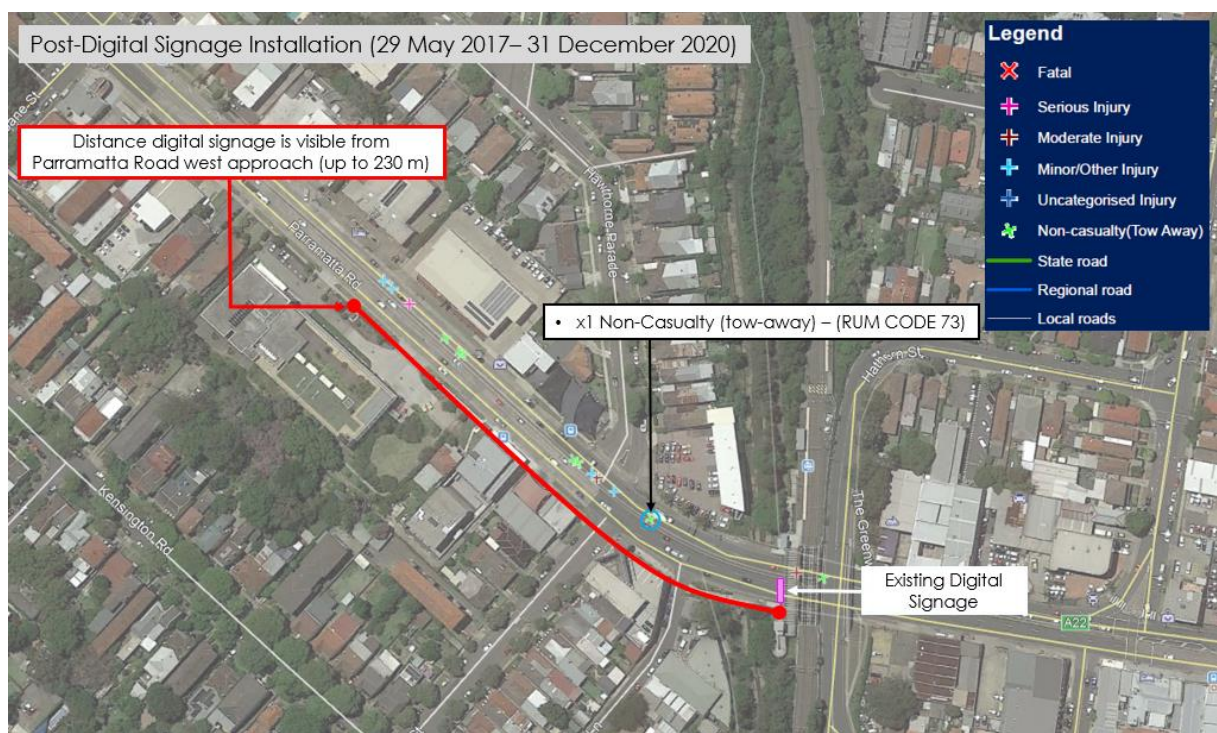 Post-Digital Signage Installation (29 May 2017– 31 December 2020)
Legend
Fatal
Serious Injury
Moderate Injury
Minor/Other Injury
Uncategorised Injury
Non-casualty(Tow Away)
State road
Regional road
Local roads
Distance digital signage is visible from
Parramatta Road west approach (up to 230 m)
Hawthorne Parade
Parramatta Rd
• x1 Non-Casualty (tow-away) – (RUM CODE 73)
Kensington Rd
Existing Digital
Signage
A22